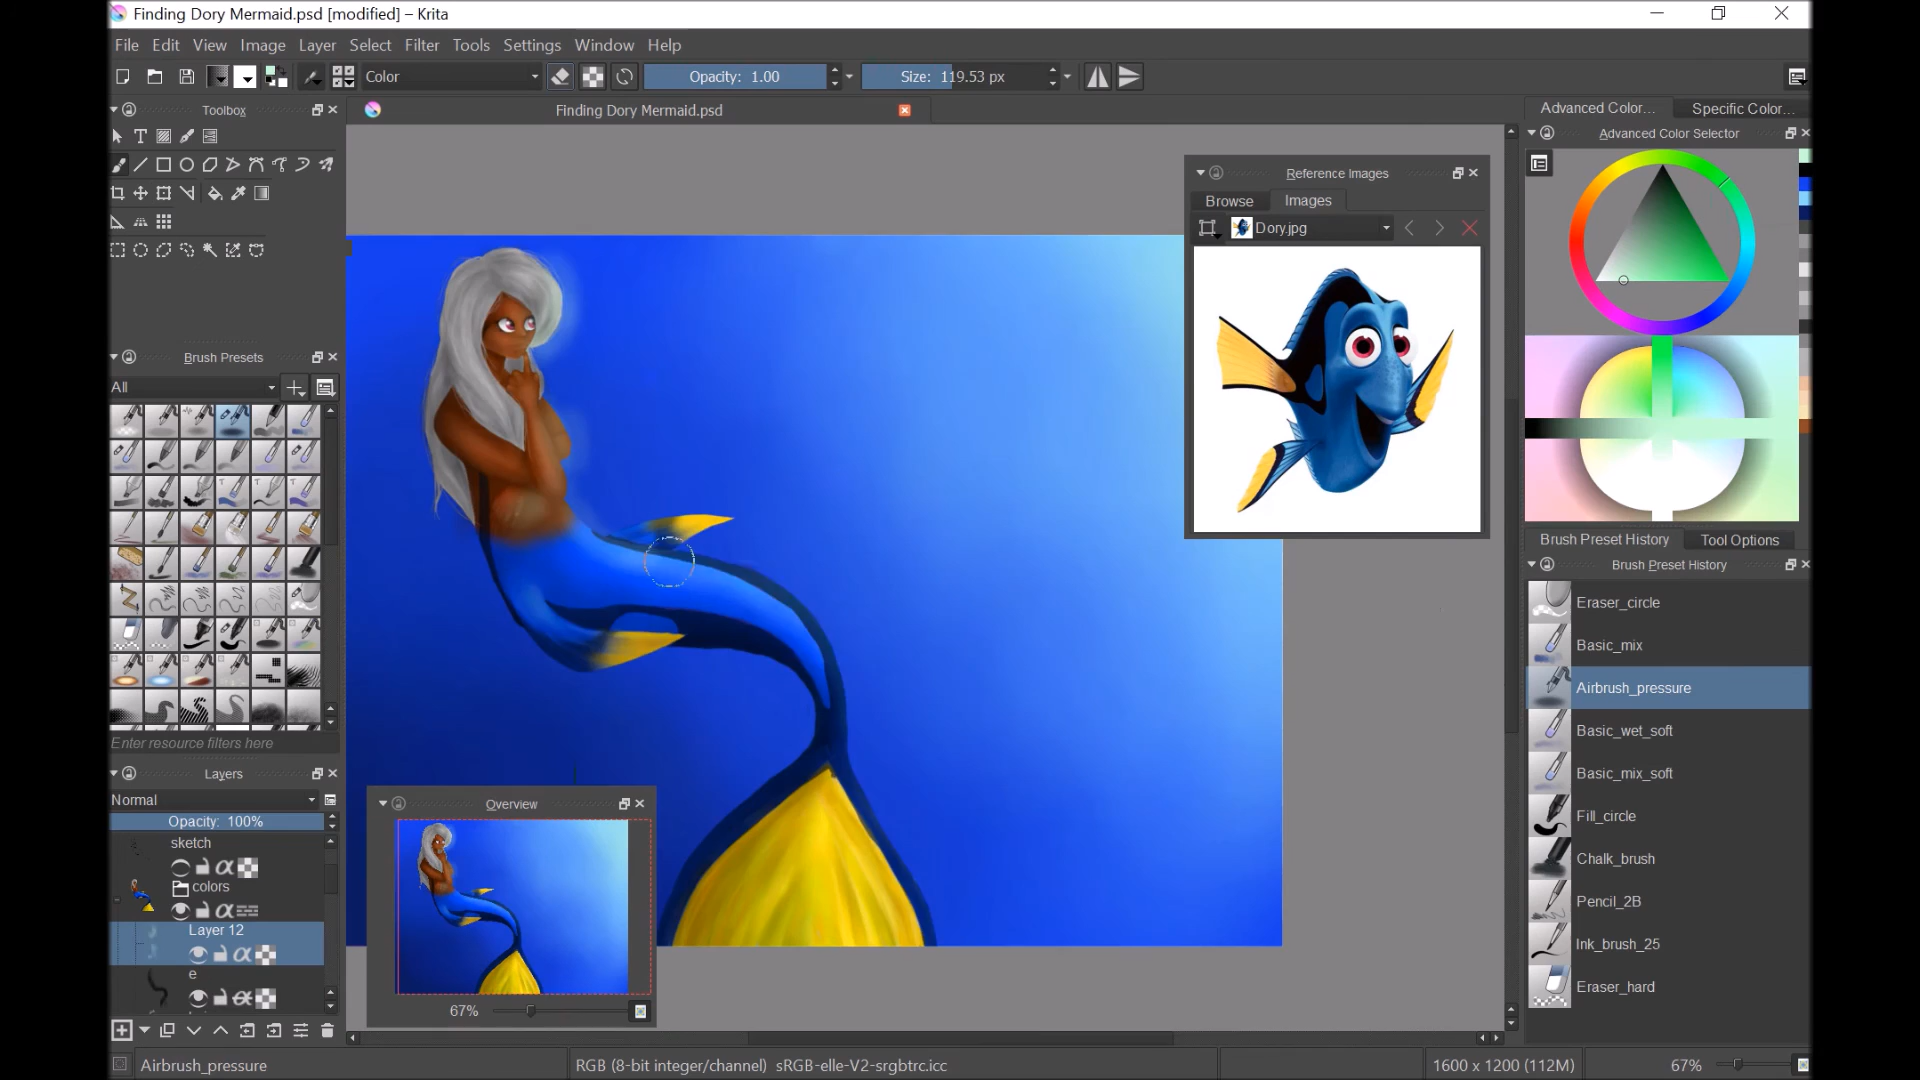 Finding Dory Mermaid.psd [modified] – Krita
File Edit View Image Layer Select Filter Tools Settings Window Help
Color
Opacity: 1.00
Size: 119.53 px
Toolbox
Finding Dory Mermaid.psd
Advanced Color...
Specific Color...
Advanced Color Selector
Reference Images
Browse
Images
Dory.jpg
Brush Presets
All
Enter resource filters here
Brush Preset History
Tool Options
Brush Preset History
Eraser_circle
Basic_mix
Airbrush_pressure
Basic_wet_soft
Basic_mix_soft
Fill_circle
Chalk_brush
Pencil_2B
Ink_brush_25
Eraser_hard
Layers
Normal
Opacity: 100%
sketch
colors
Layer 12
e
Overview
67%
Airbrush_pressure
RGB (8-bit integer/channel) sRGB-elle-V2-srgbtrc.icc
1600 x 1200 (112M)
67%